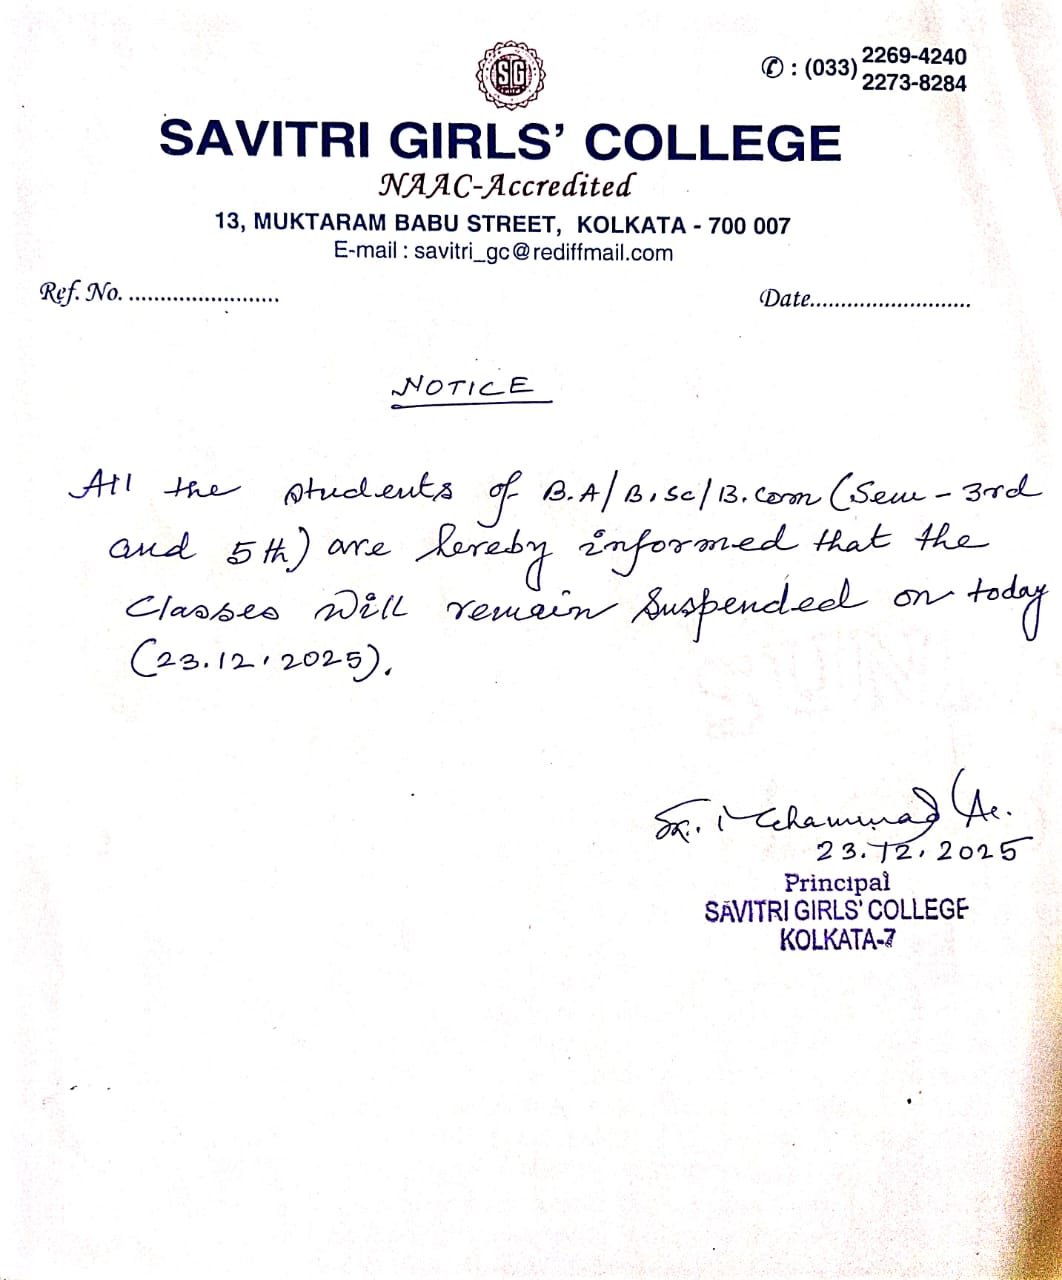 SG
✆ : (033) 2269-4240
2273-8284
SAVITRI GIRLS' COLLEGE
NAAC-Accredited
13, MUKTARAM BABU STREET, KOLKATA - 700 007
E-mail : savitri_gc@rediffmail.com
Ref. No. ........................
Date..........................
NOTICE
All the students of B.A/B.Sc/B.Com (Sem - 3rd
and 5th) are hereby informed that the
Classes will remain suspended on today
(23.12.2025).
Mohammad
23.12.2025
Principal
SAVITRI GIRLS' COLLEGE
KOLKATA-7